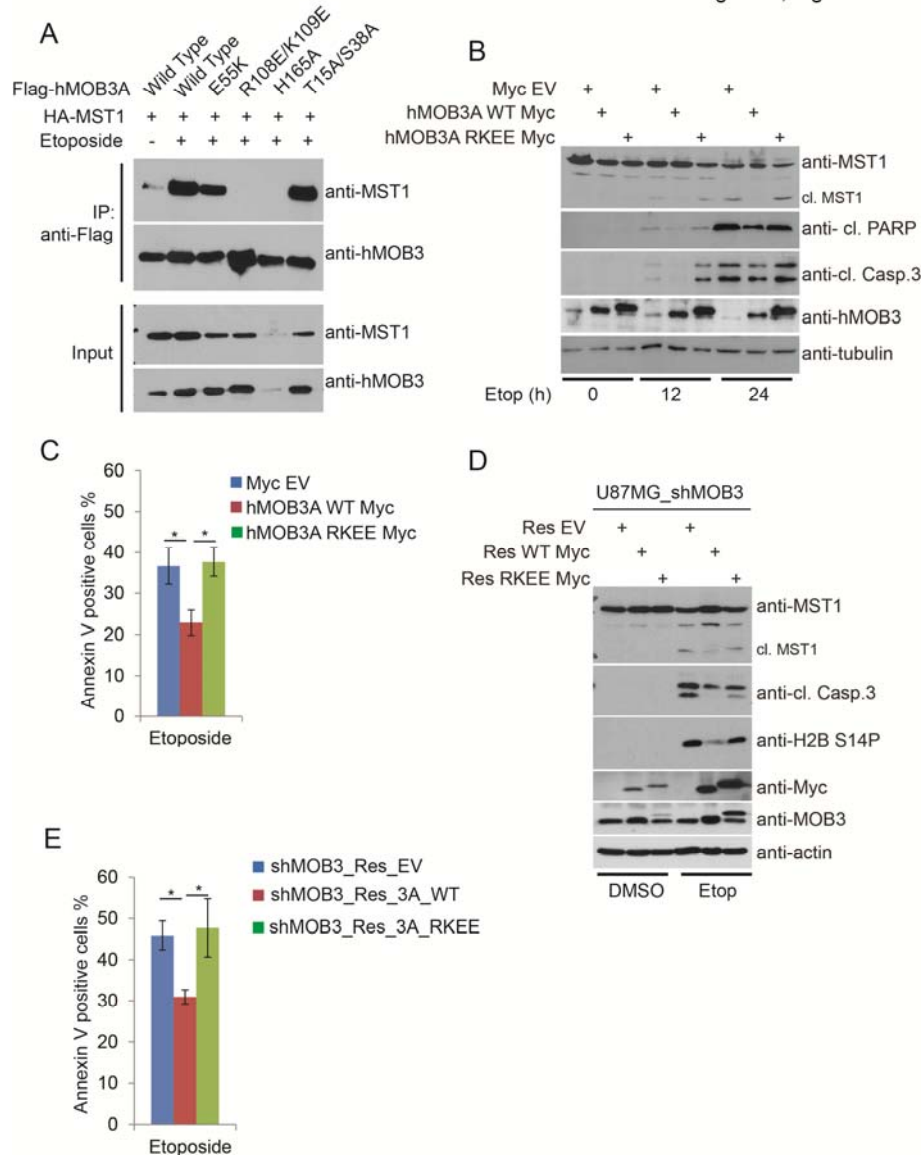 A
Flag-hMOB3A
Wild Type
Wild Type
E55K
R108E/K109E
H165A
T15A/S38A
HA-MST1 + + + + + +
Etoposide - + + + + +
IP:
anti-Flag
anti-MST1
anti-hMOB3
Input
anti-MST1
anti-hMOB3
B
Myc EV + + +
hMOB3A WT Myc + + +
hMOB3A RKEE Myc + + +
anti-MST1
cl. MST1
anti- cl. PARP
anti-cl. Casp.3
anti-hMOB3
anti-tubulin
Etop (h) 0 12 24
C
Annexin V positive cells %
60
50
40
30
20
10
0
* *
Etoposide
Myc EV
hMOB3A WT Myc
hMOB3A RKEE Myc
D
U87MG_shMOB3
Res EV + +
Res WT Myc + +
Res RKEE Myc + +
anti-MST1
cl. MST1
anti-cl. Casp.3
anti-H2B S14P
anti-Myc
anti-MOB3
anti-actin
DMSO Etop
E
Annexin V positive cells %
60
50
40
30
20
10
0
* *
Etoposide
shMOB3_Res_EV
shMOB3_Res_3A_WT
shMOB3_Res_3A_RKEE